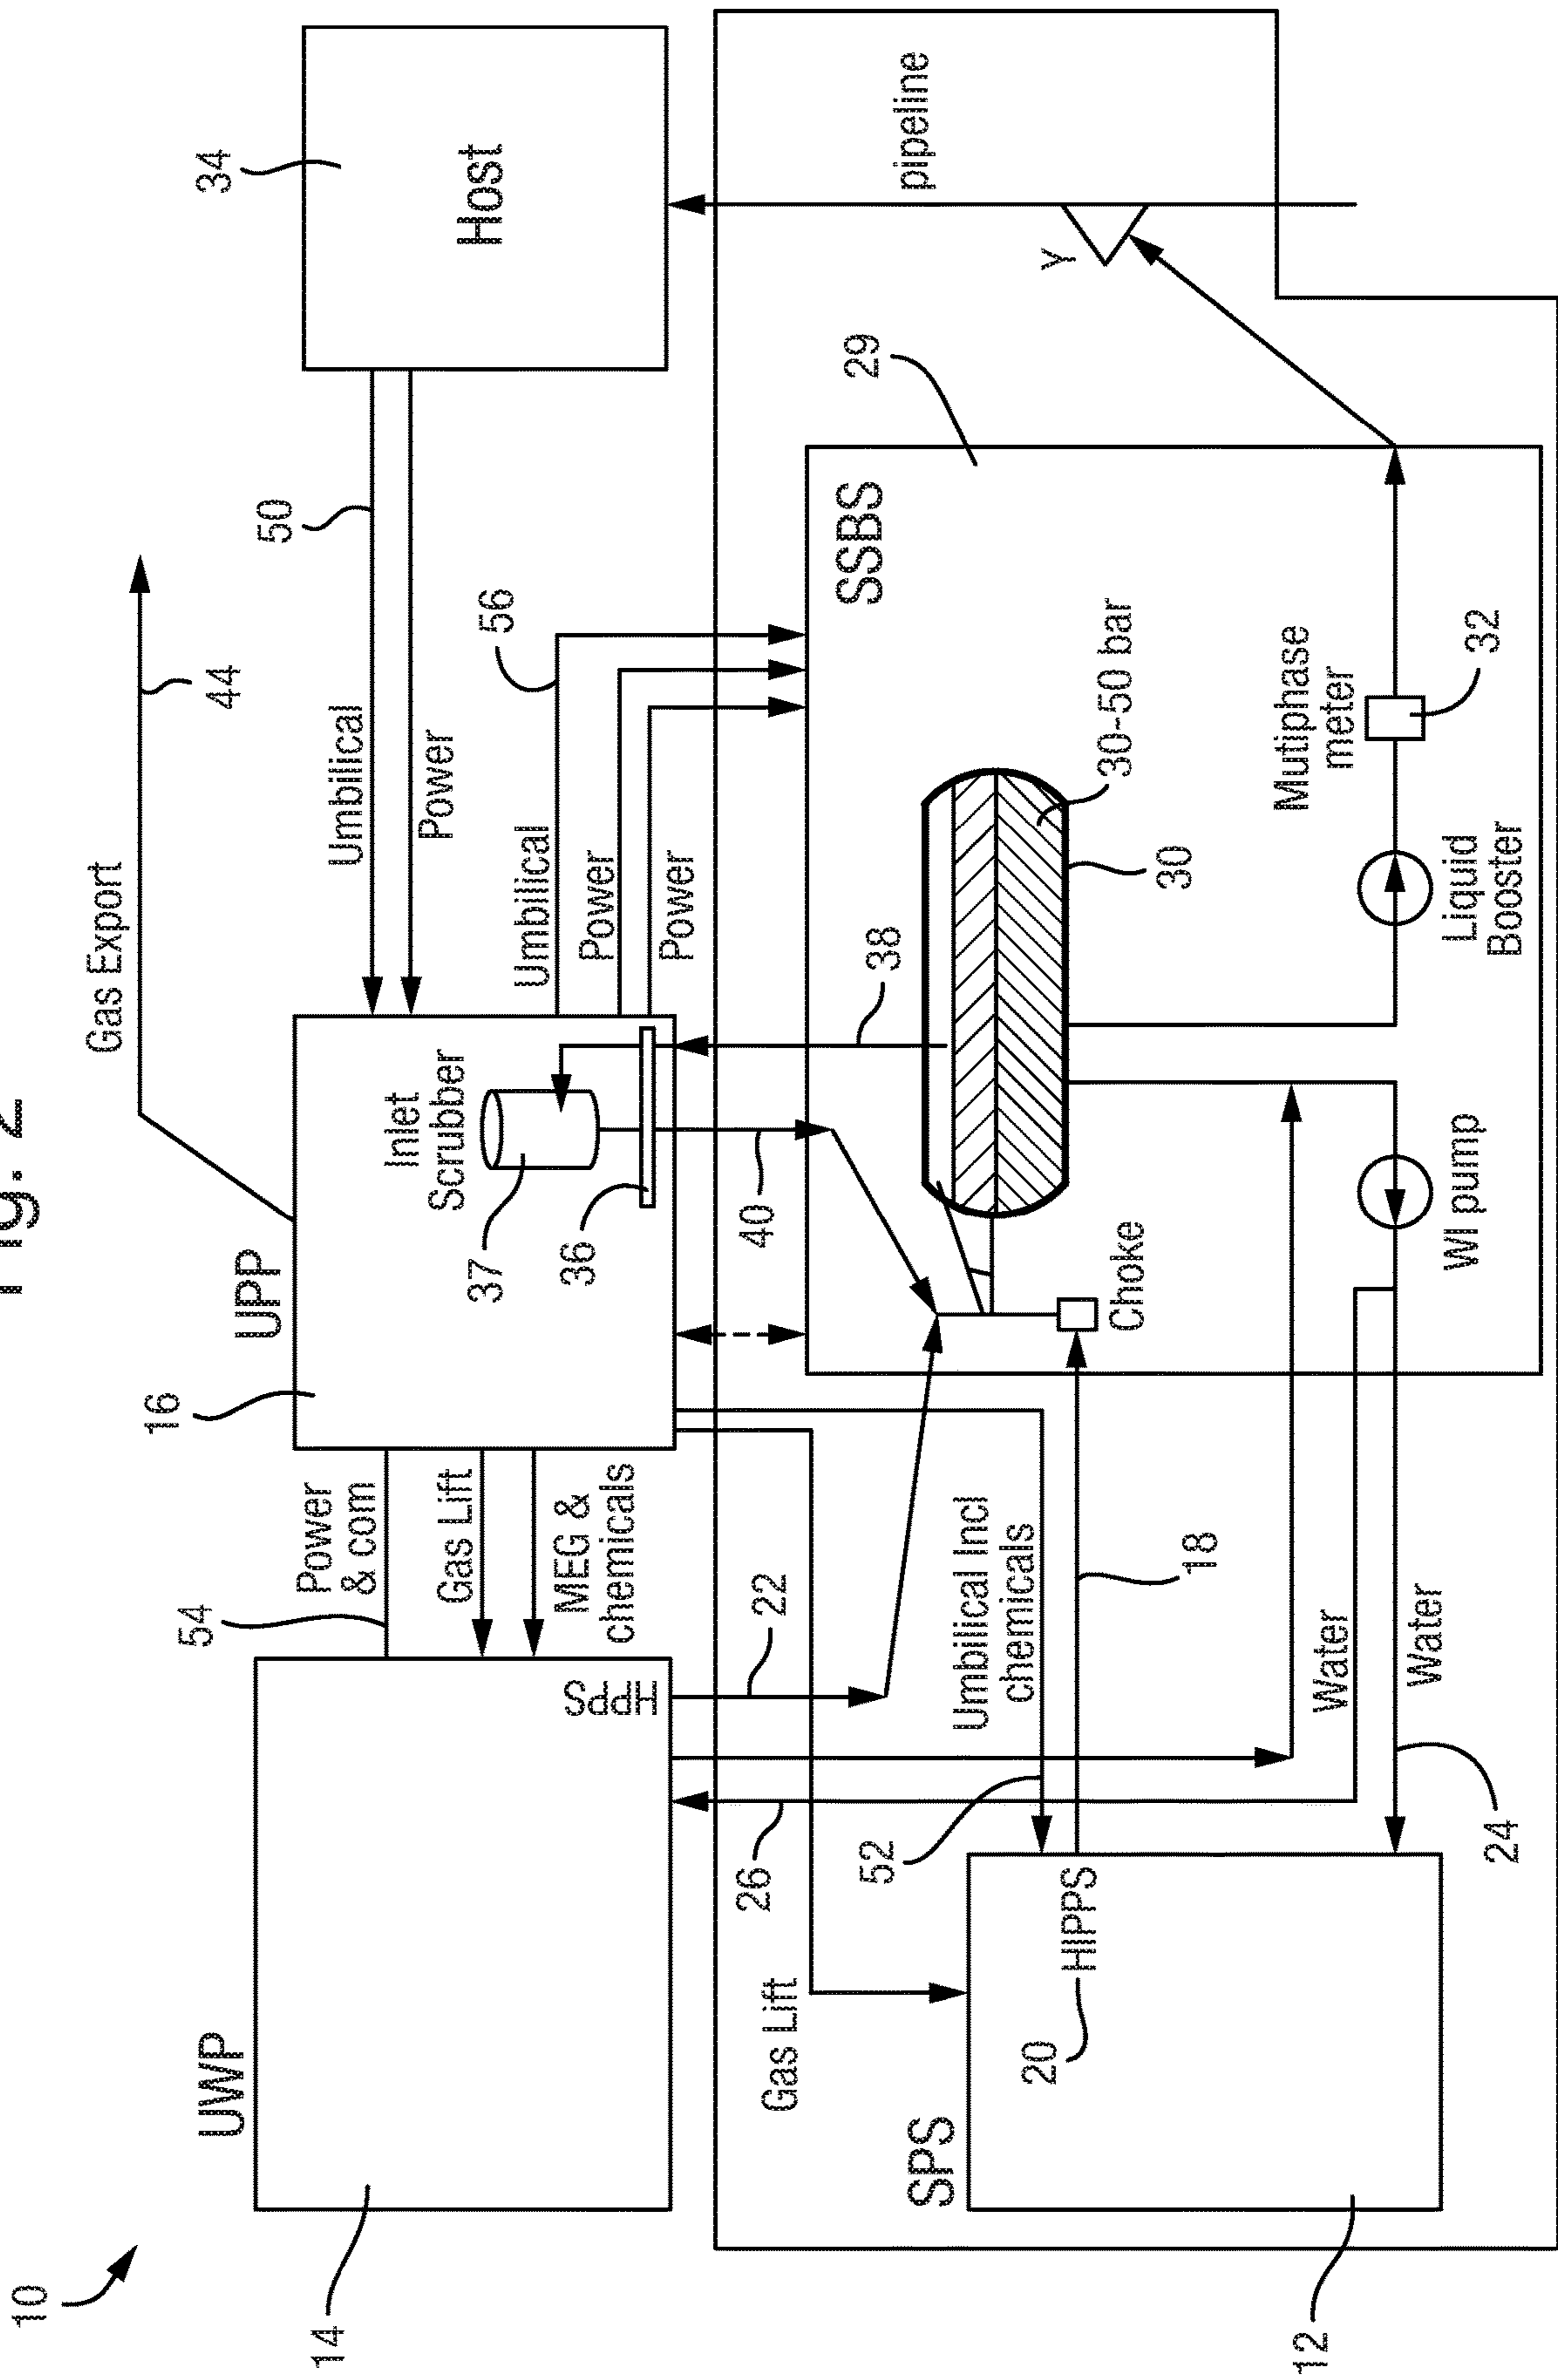 Fig. 2
10
Gas Export
44
16
UPP
34
UWP
14
54
50
Power
& com
Umbilical
Gas Lift
Inlet
Scrubber
Power
Host
MEG &
chemicals
37
56
HPPS
36
Umbilical
Power
Power
22
26
40
38
Gas Lift
SSBS
29
52
pipeline
SPS
Umbilical Incl
chemicals
Y
20
HIPPS
Choke
30-50 bar
30
18
12
Water
Mutiphase
meter
Water
WI pump
Liquid
Booster
32
24